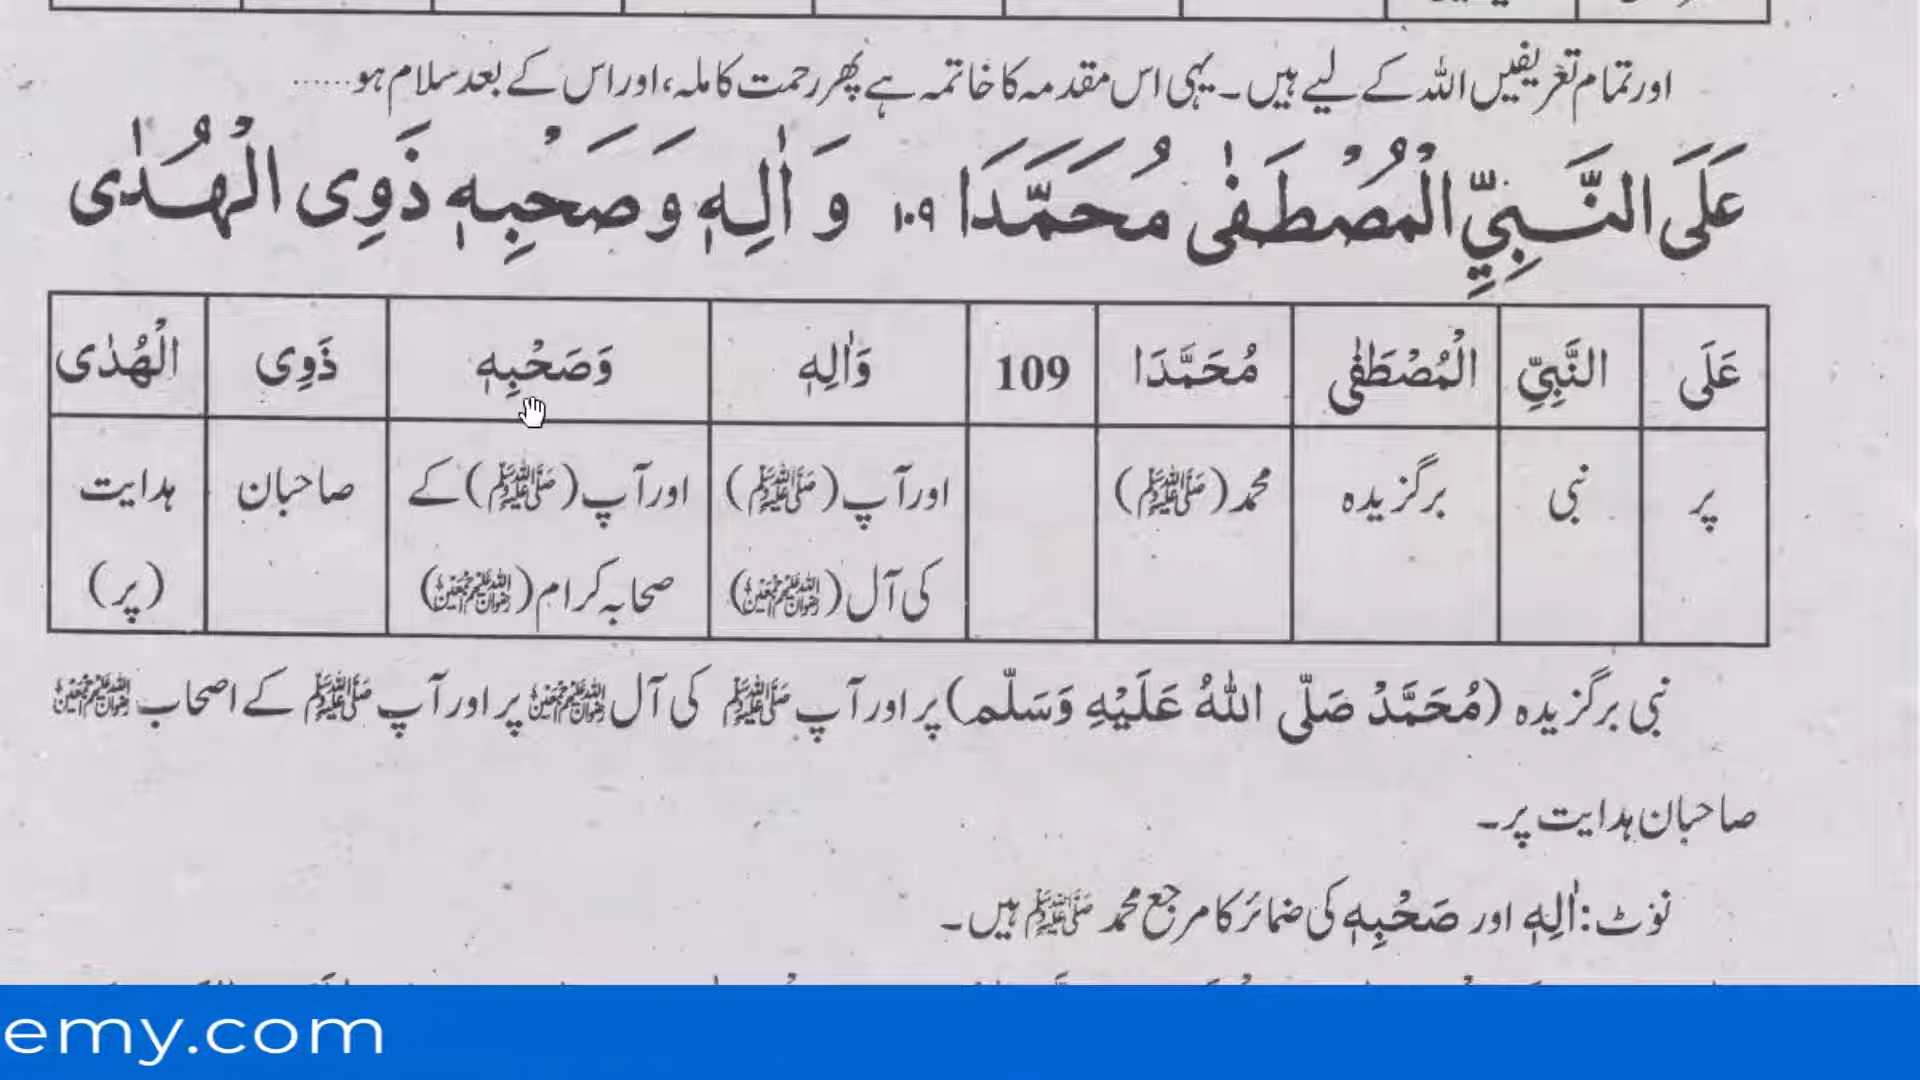 اور تمام تعریفیں اللہ کے لیے ہیں۔ یہی اس مقدمہ کا خاتمہ ہے پھر رحمت کاملہ، اور اس کے بعد سلام ہو......
عَلَى النَّبِيِّ الْمُصْطَفٰى مُحَمَّدَا ۱۰۹ وَ اٰلِهٖ وَصَحْبِهٖ ذَوِى الْهُدٰى
عَلَى النَّبِيِّ الْمُصْطَفٰى مُحَمَّدَا 109 وَاٰلِهٖ وَصَحْبِهٖ ذَوِى الْهُدٰى
پر نبی برگزیدہ محمد (ﷺ) اور آپ (ﷺ) اور آپ (ﷺ) کے صاحبان ہدایت
کی آل (رضوان اللہ علیہم اجمعین) صحابہ کرام (رضوان اللہ علیہم اجمعین) (پر)
نبی برگزیدہ (مُحَمَّدْ صَلَّى اللهُ عَلَيْهِ وَسَلَّم) پر اور آپ ﷺ کی آل رضوان اللہ علیہم اجمعین پر اور آپ ﷺ کے اصحاب رضوان اللہ علیہم اجمعین
صاحبان ہدایت پر۔
نوٹ: اٰلِهٖ اور صَحْبِهٖ کی ضمائر کا مرجع محمد ﷺ ہیں۔
emy.com